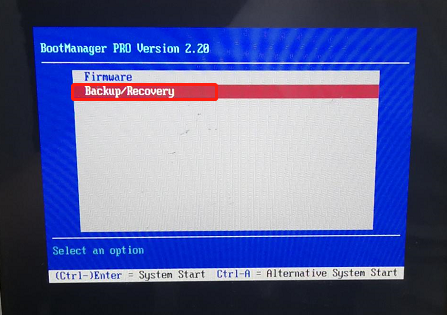 BootManager PRO Version 2.20
Firmware
Backup/Recovery
Select an option
(Ctrl-)Enter = System Start Ctrl-A = Alternative System Start